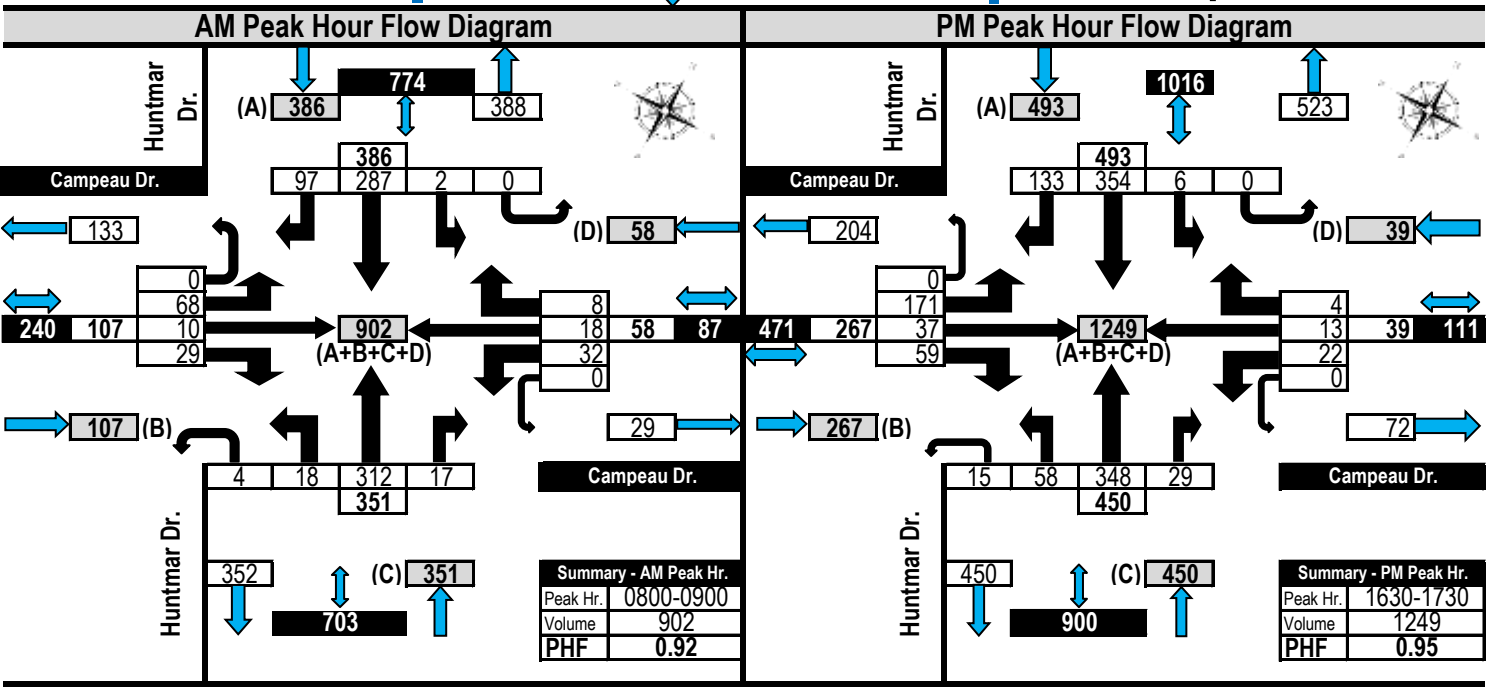 AM Peak Hour Flow Diagram
Huntmar Dr.
774
(A) 386
388
386
97 287 2 0
Campeau Dr.
133
(D) 58
0
68
240 107 10
29
902
(A+B+C+D)
8
18 58 87
32
0
107 (B)
29
4 18 312 17
351
Campeau Dr.
Huntmar Dr.
352
(C) 351
703
Summary - AM Peak Hr.
Peak Hr. 0800-0900
Volume 902
PHF 0.92
PM Peak Hour Flow Diagram
Huntmar Dr.
1016
(A) 493
523
493
133 354 6 0
Campeau Dr.
204
(D) 39
0
171
471 267 37
59
1249
(A+B+C+D)
4
13 39 111
22
0
267 (B)
72
15 58 348 29
450
Campeau Dr.
Huntmar Dr.
450
(C) 450
900
Summary - PM Peak Hr.
Peak Hr. 1630-1730
Volume 1249
PHF 0.95